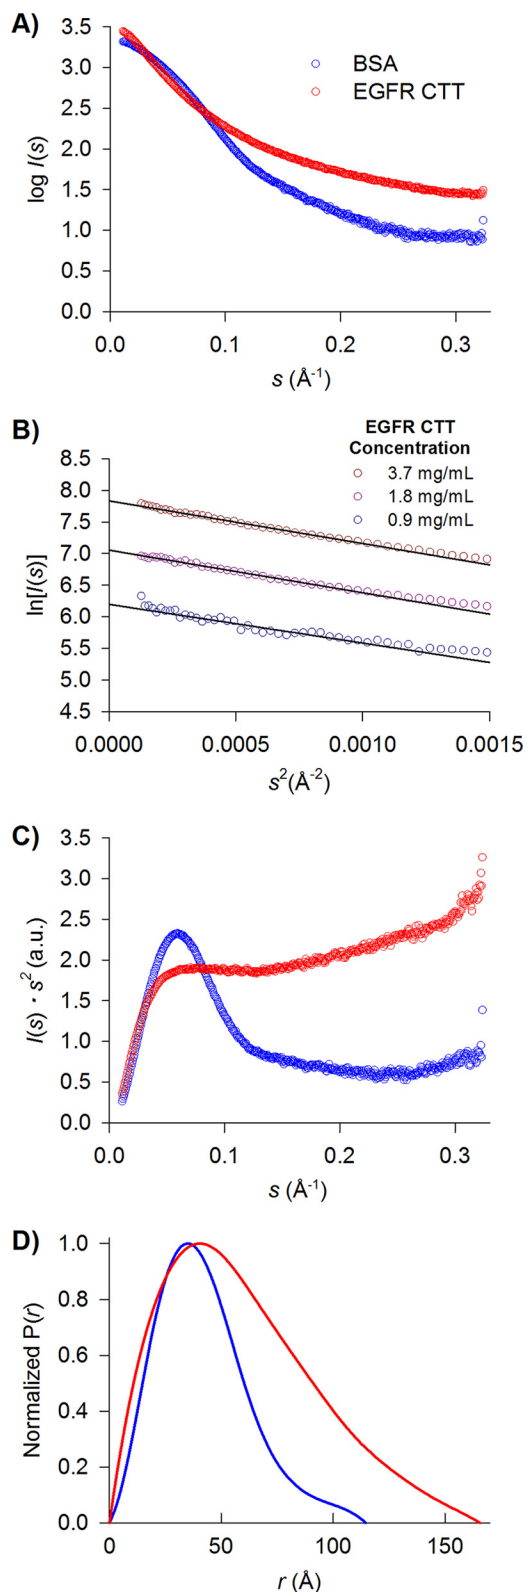 A)
3.5
3.0
2.5
2.0
1.5
1.0
0.5
0.0
log I(s)
BSA
EGFR CTT
0.0 0.1 0.2 0.3
s (Å-1)
B)
EGFR CTT
Concentration
3.7 mg/mL
1.8 mg/mL
0.9 mg/mL
8.5
8.0
7.5
7.0
6.5
6.0
5.5
5.0
4.5
ln[I(s)]
0.0000 0.0005 0.0010 0.0015
s2(Å-2)
C)
3.5
3.0
2.5
2.0
1.5
1.0
0.5
0.0
I(s) · s2 (a.u.)
0.0 0.1 0.2 0.3
s (Å-1)
D)
1.0
0.8
0.6
0.4
0.2
0.0
Normalized P(r)
0 50 100 150
r (Å)